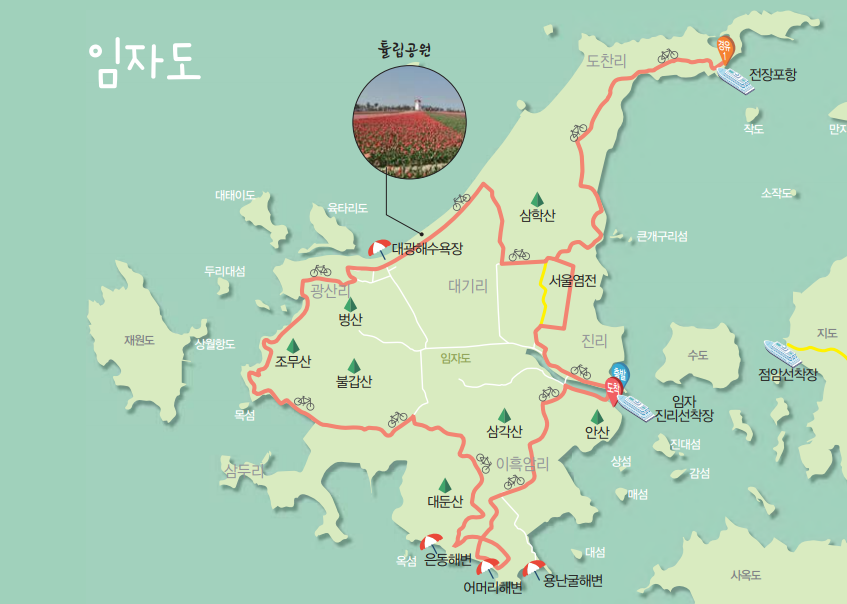 임자도
튤립공원
도찬리
경유
전장포항
작도
만지
소작도
대태이도
육타리도
삼학산
큰개구리섬
대광해수욕장
두리대섬
대기리
서울염전
광산리
벙산
재원도
상월항도
조무산
불갑산
임자도
진리
수도
지도
점암선착장
출발
도착
임자
진리선착장
목섬
삼각산
안산
진대섬
삼두리
이흑암리
상섬
감섬
대둔산
매섬
옥섬
은동해변
대섬
어머리해변
용난굴해변
사옥도